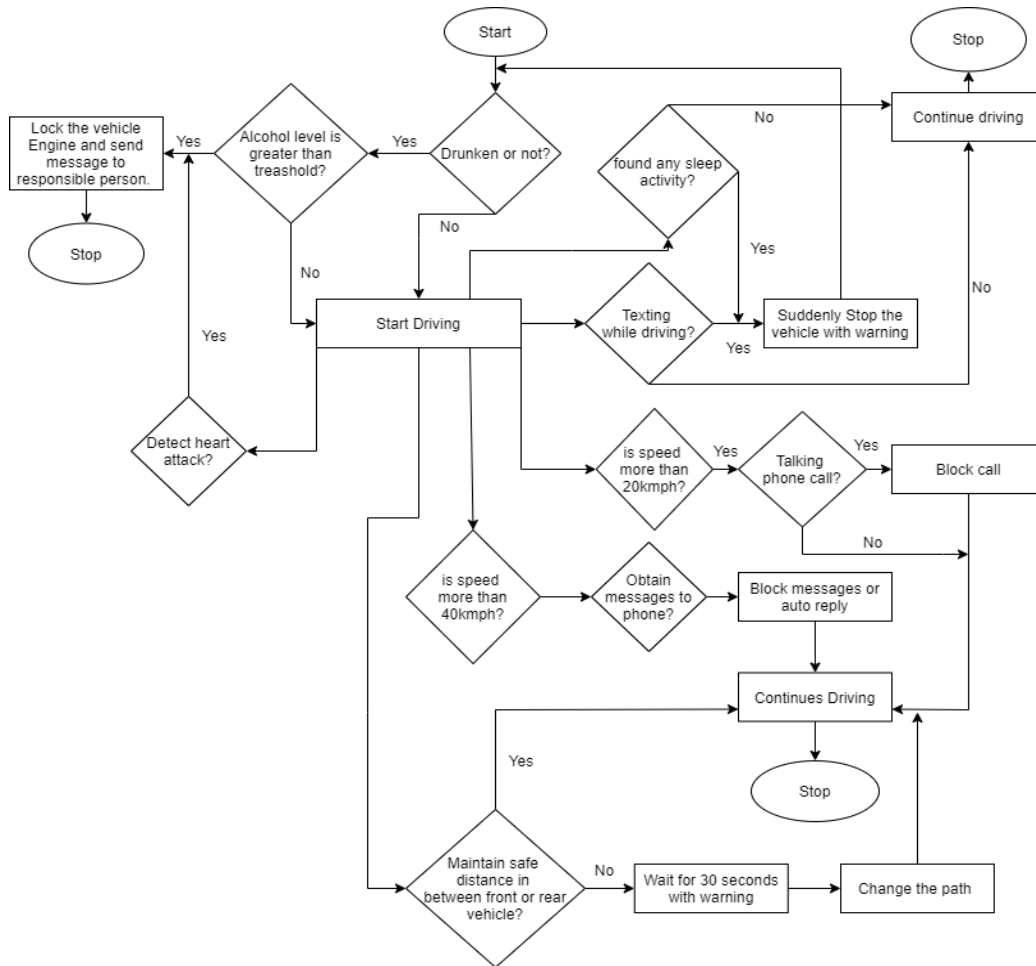 Start
Stop
Continue driving
Lock the vehicle
Engine and send
message to
responsible person.
Yes
Alcohol level is
greater than
treashold?
Yes
Drunken or not?
No
found any sleep
activity?
Stop
No
No
Yes
No
Yes
Start Driving
Texting
while driving?
Yes
Suddenly Stop the
vehicle with warning
Detect heart
attack?
is speed
more than
20kmph?
Yes
Talking
phone call?
Yes
Block call
No
is speed
more than
40kmph?
Obtain
messages to
phone?
Block messages or
auto reply
Continues Driving
Yes
Stop
Maintain safe
distance in
between front or rear
vehicle?
No
Wait for 30 seconds
with warning
Change the path